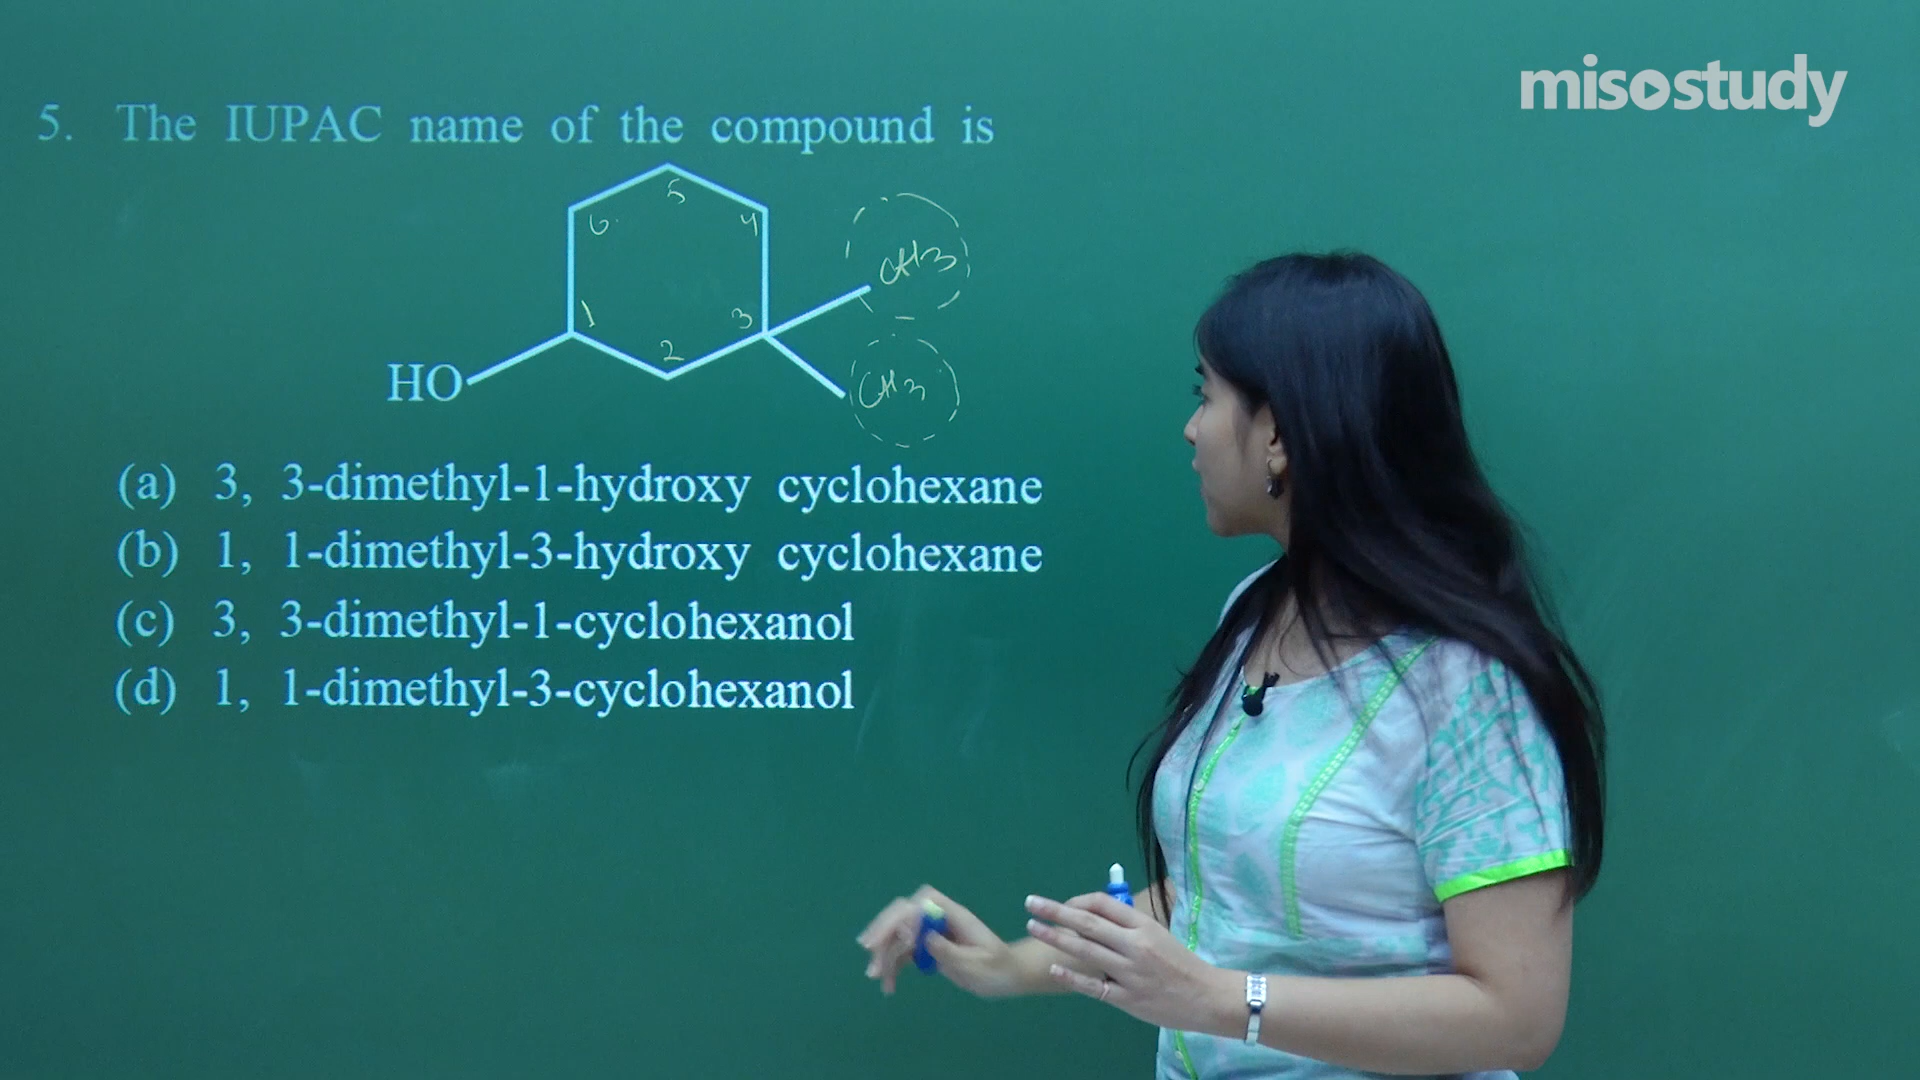 misostudy
5. The IUPAC name of the compound is
5
6
4
CH3
1
3
2
HO
CH3
(a) 3, 3-dimethyl-1-hydroxy cyclohexane
(b) 1, 1-dimethyl-3-hydroxy cyclohexane
(c) 3, 3-dimethyl-1-cyclohexanol
(d) 1, 1-dimethyl-3-cyclohexanol